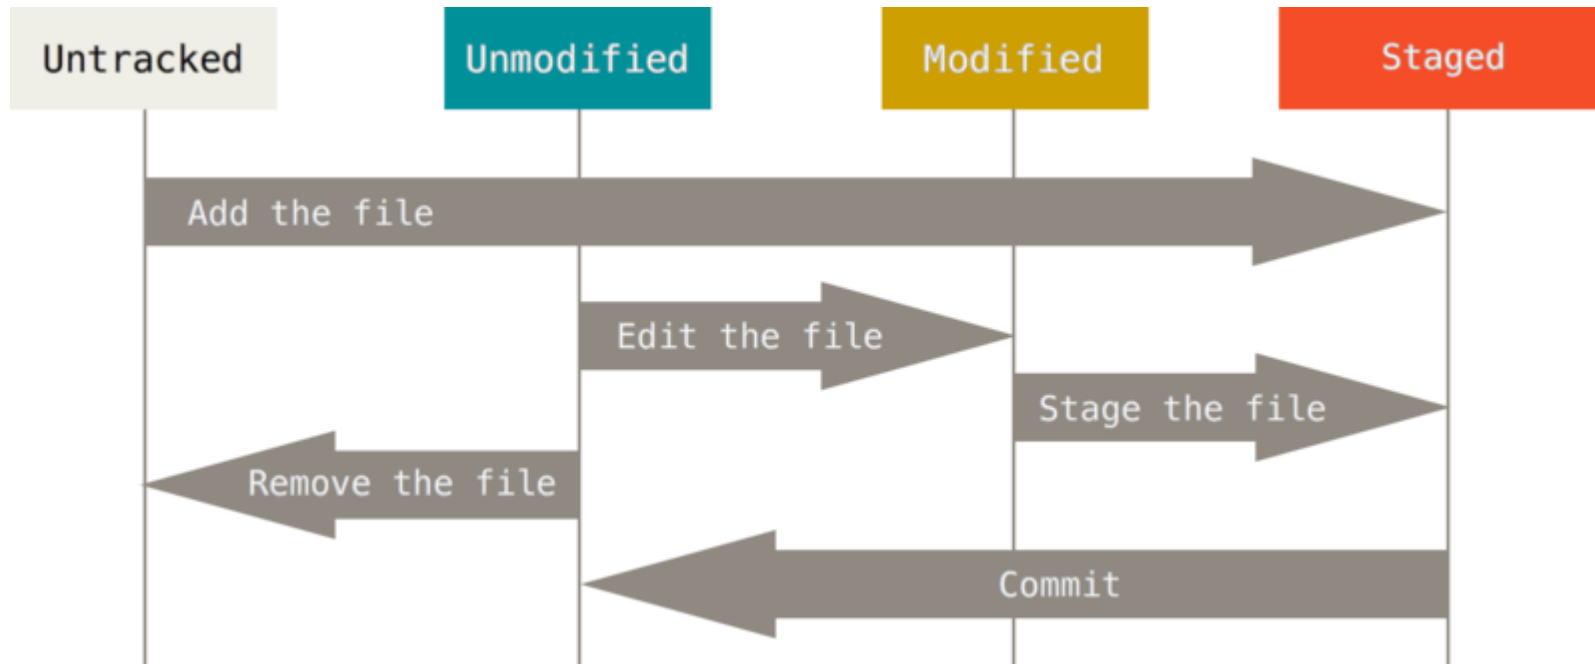 Untracked
Unmodified
Modified
Staged
Add the file
Edit the file
Stage the file
Remove the file
Commit